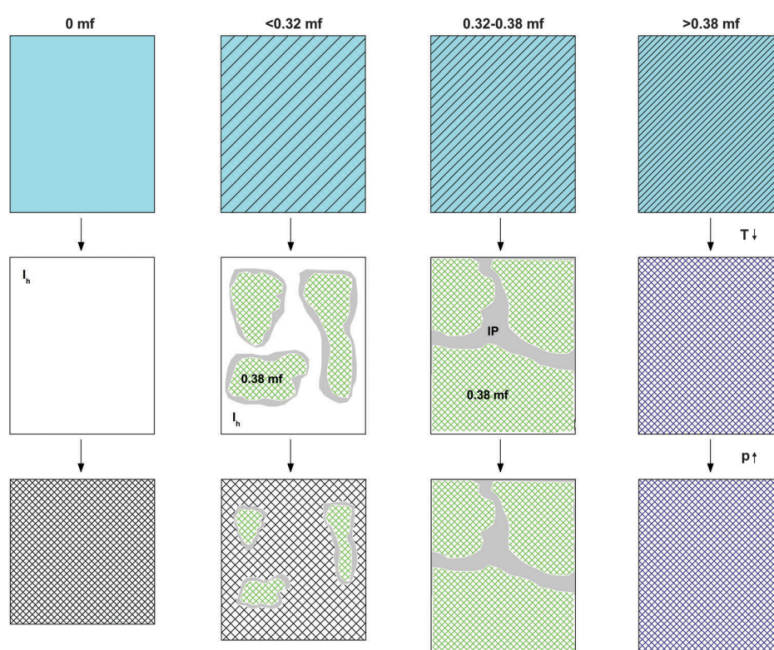 0 mf
<0.32 mf
0.32-0.38 mf
>0.38 mf
T↓
Ih
IP
0.38 mf
0.38 mf
Ih
p↑